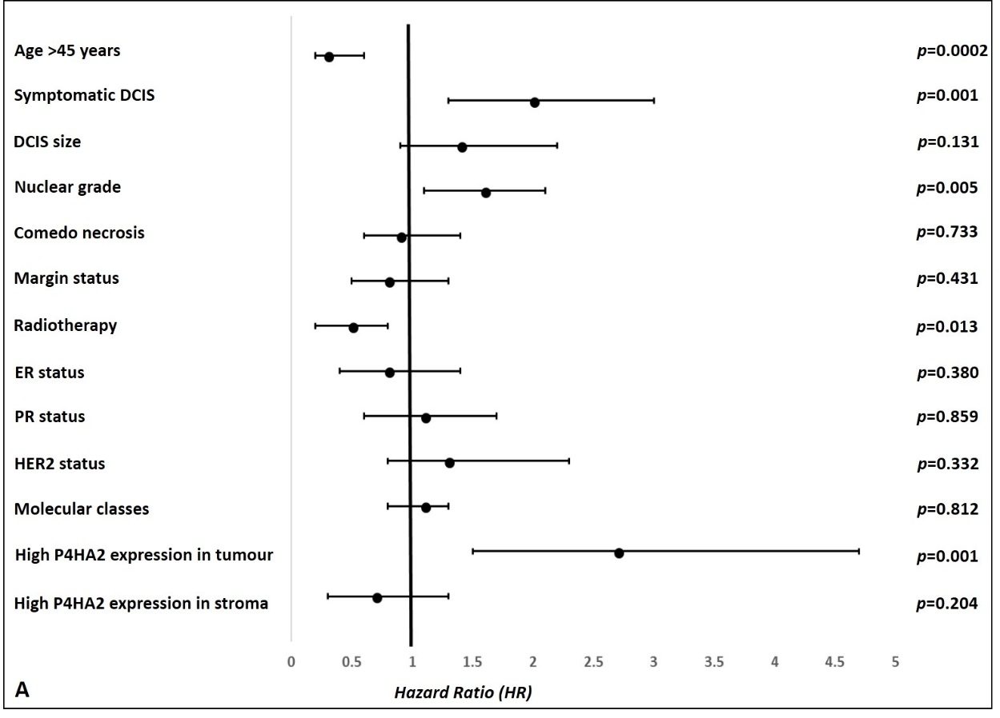 Age >45 years p=0.0002
Symptomatic DCIS p=0.001
DCIS size p=0.131
Nuclear grade p=0.005
Comedo necrosis p=0.733
Margin status p=0.431
Radiotherapy p=0.013
ER status p=0.380
PR status p=0.859
HER2 status p=0.332
Molecular classes p=0.812
High P4HA2 expression in tumour p=0.001
High P4HA2 expression in stroma p=0.204
0 0.5 1 1.5 2 2.5 3 3.5 4 4.5 5
A Hazard Ratio (HR)